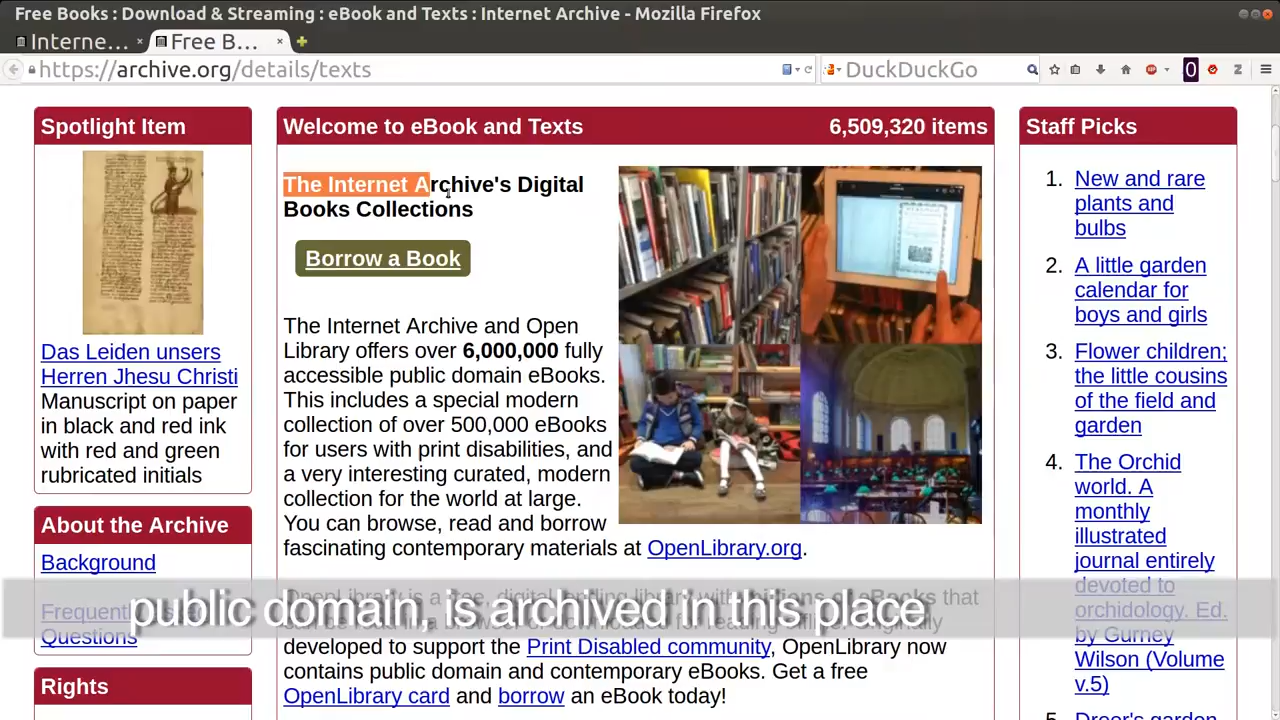 Free Books : Download & Streaming : eBook and Texts : Internet Archive - Mozilla Firefox
Interne...
Free B...
https://archive.org/details/texts
DuckDuckGo
Spotlight Item
Das Leiden unsers
Herren Jhesu Christi
Manuscript on paper
in black and red ink
with red and green
rubricated initials
About the Archive
Background
Questions
Rights
Welcome to eBook and Texts
6,509,320 items
The Internet Archive's Digital
Books Collections
Borrow a Book
The Internet Archive and Open
Library offers over 6,000,000 fully
accessible public domain eBooks.
This includes a special modern
collection of over 500,000 eBooks
for users with print disabilities, and
a very interesting curated, modern
collection for the world at large.
You can browse, read and borrow
fascinating contemporary materials at OpenLibrary.org.
public domain, is archived in this place
developed to support the Print Disabled community, OpenLibrary now
contains public domain and contemporary eBooks. Get a free
OpenLibrary card and borrow an eBook today!
Staff Picks
1. New and rare
plants and
bulbs
2. A little garden
calendar for
boys and girls
3. Flower children;
the little cousins
of the field and
garden
4. The Orchid
world. A
monthly
illustrated
journal entirely
devoted to
orchidology. Ed.
by Gurney
Wilson (Volume
v.5)
5. Dreer's garden